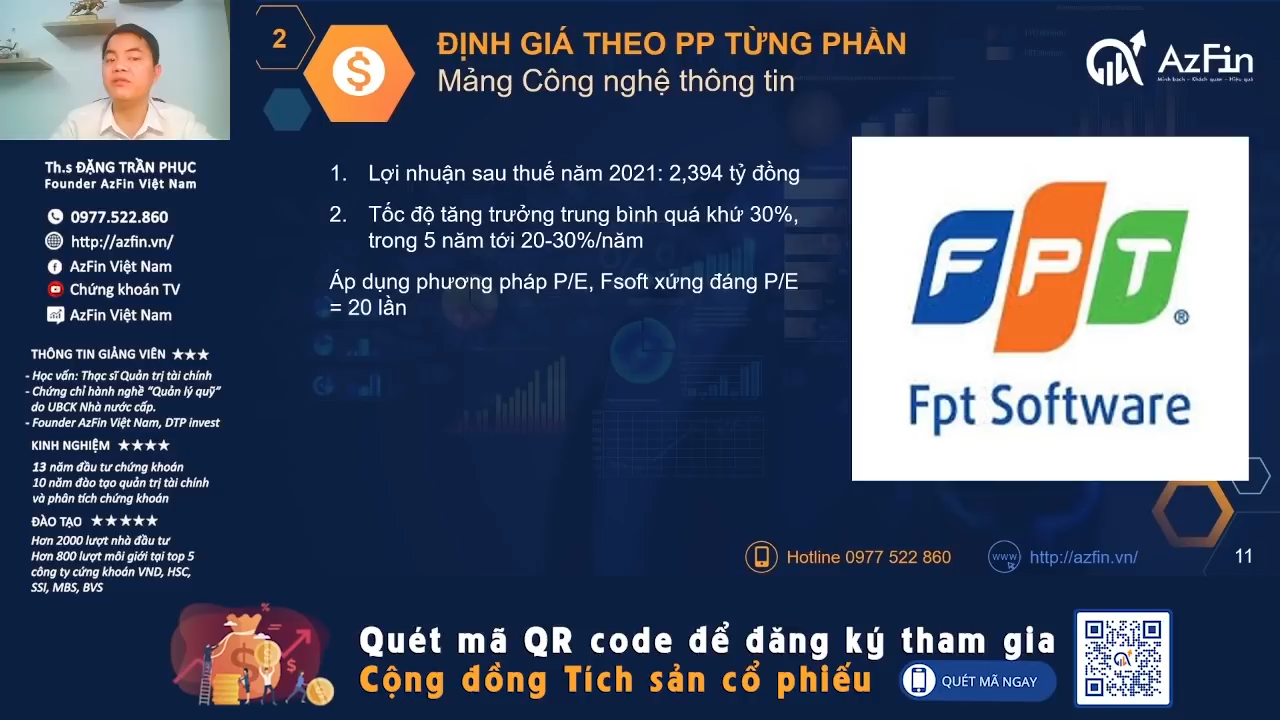 2
$
ĐỊNH GIÁ THEO PP TỪNG PHẦN
Mảng Công nghệ thông tin
AzFin
Minh bạch - Khách quan - Hiệu quả
Th.s ĐẶNG TRẦN PHỤC
Founder AzFin Việt Nam
0977.522.860
http://azfin.vn/
AzFin Việt Nam
Chứng khoán TV
AzFin Việt Nam
THÔNG TIN GIẢNG VIÊN ★★★
- Học vấn: Thạc sĩ Quản trị tài chính
- Chứng chỉ hành nghề "Quản lý quỹ"
do UBCK Nhà nước cấp.
- Founder AzFin Việt Nam, DTP invest
KINH NGHIỆM ★★★★
13 năm đầu tư chứng khoán
10 năm đào tạo quản trị tài chính
và phân tích chứng khoán
ĐÀO TẠO ★★★★★
Hơn 2000 lượt nhà đầu tư
Hơn 800 lượt môi giới tại top 5
công ty cứng khoán VND, HSC,
SSI, MBS, BVS
1. Lợi nhuận sau thuế năm 2021: 2,394 tỷ đồng
2. Tốc độ tăng trưởng trung bình quá khứ 30%,
trong 5 năm tới 20-30%/năm
Áp dụng phương pháp P/E, Fsoft xứng đáng P/E
= 20 lần
FPT®
Fpt Software
Hotline 0977 522 860
www
http://azfin.vn/
11
Quét mã QR code để đăng ký tham gia
Cộng đồng Tích sản cổ phiếu
QUÉT MÃ NGAY